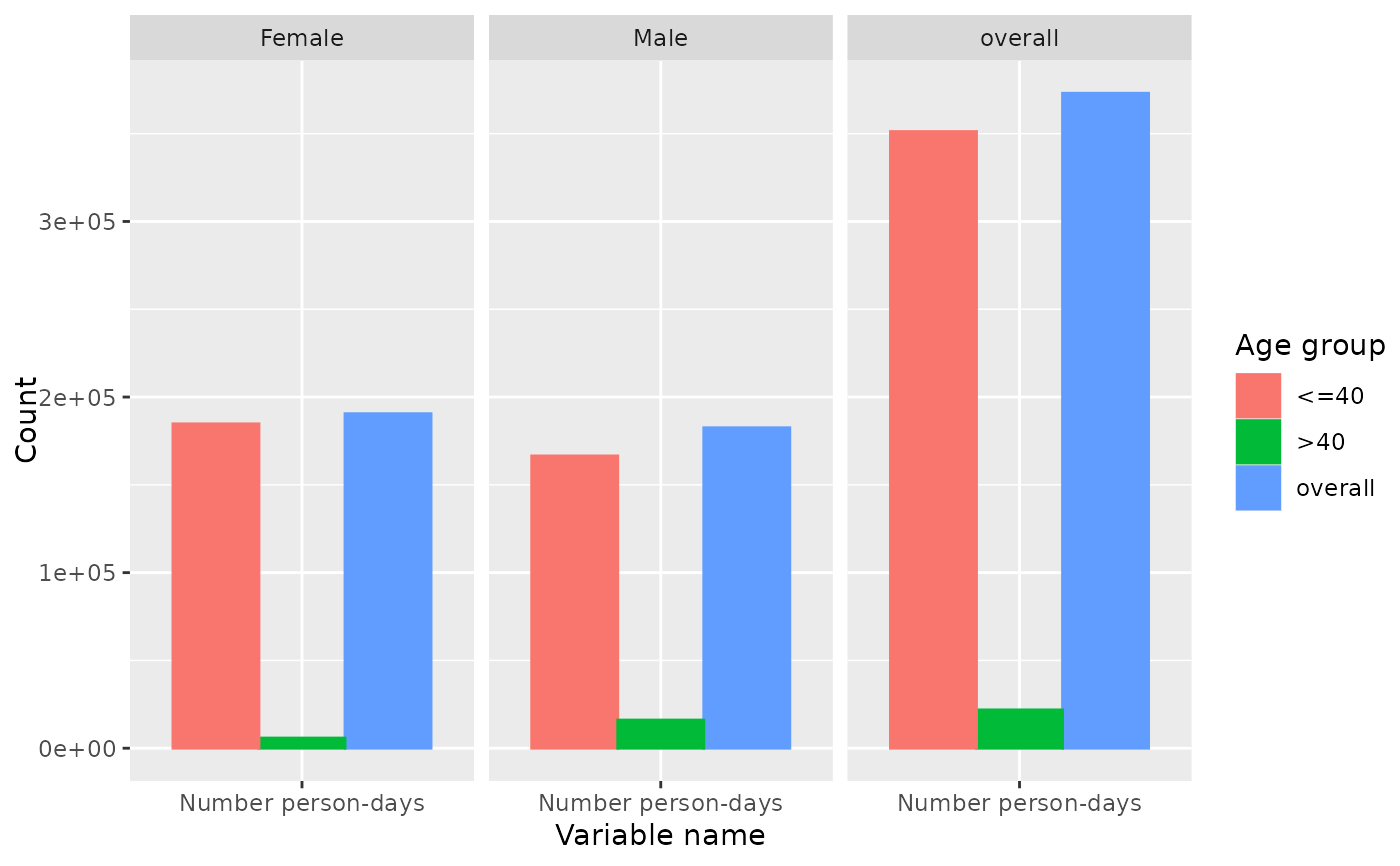 Female
Male
overall
3e+05
2e+05
1e+05
0e+00
Count
Number person-days
Number person-days
Number person-days
Variable name
Age group
<=40
>40
overall